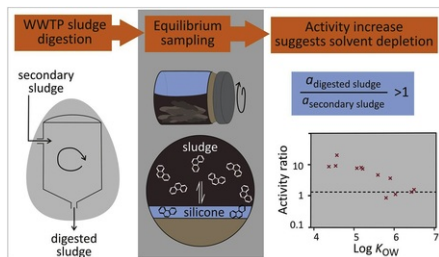 WWTP sludge
digestion
Equilibrium
sampling
Activity increase
suggests solvent depletion
secondary
sludge
digested
sludge
sludge
silicone
a digested sludge
a secondary sludge
>1
Activity ratio
10
1
0.1
4
5
6
7
Log KOW